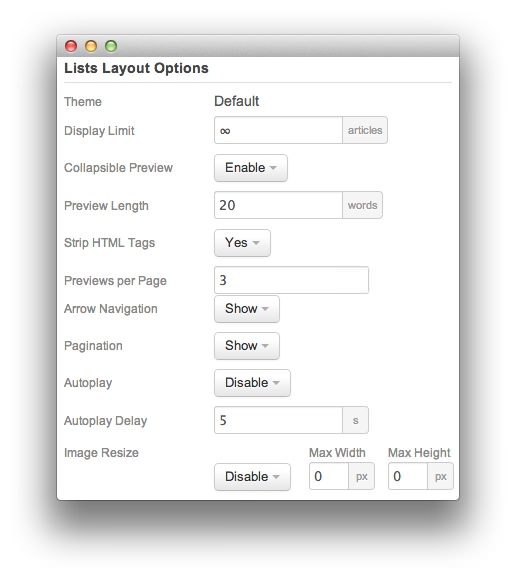 Lists Layout Options
Theme Default
Display Limit ∞ articles
Collapsible Preview Enable
Preview Length 20 words
Strip HTML Tags Yes
Previews per Page 3
Arrow Navigation Show
Pagination Show
Autoplay Disable
Autoplay Delay 5 s
Image Resize Max Width Max Height
Disable 0 px 0 px